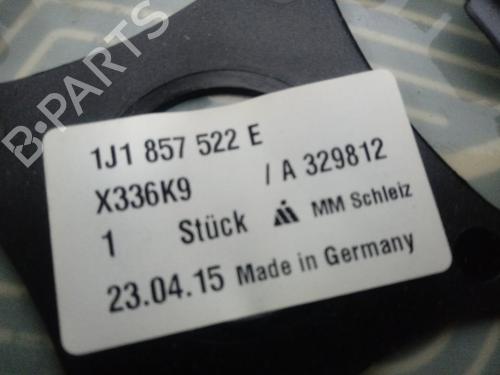 B-PARTS
1J1 857 522 E
X336K9 / A 329812
1 Stück MM Schleiz
23.04.15 Made in Germany